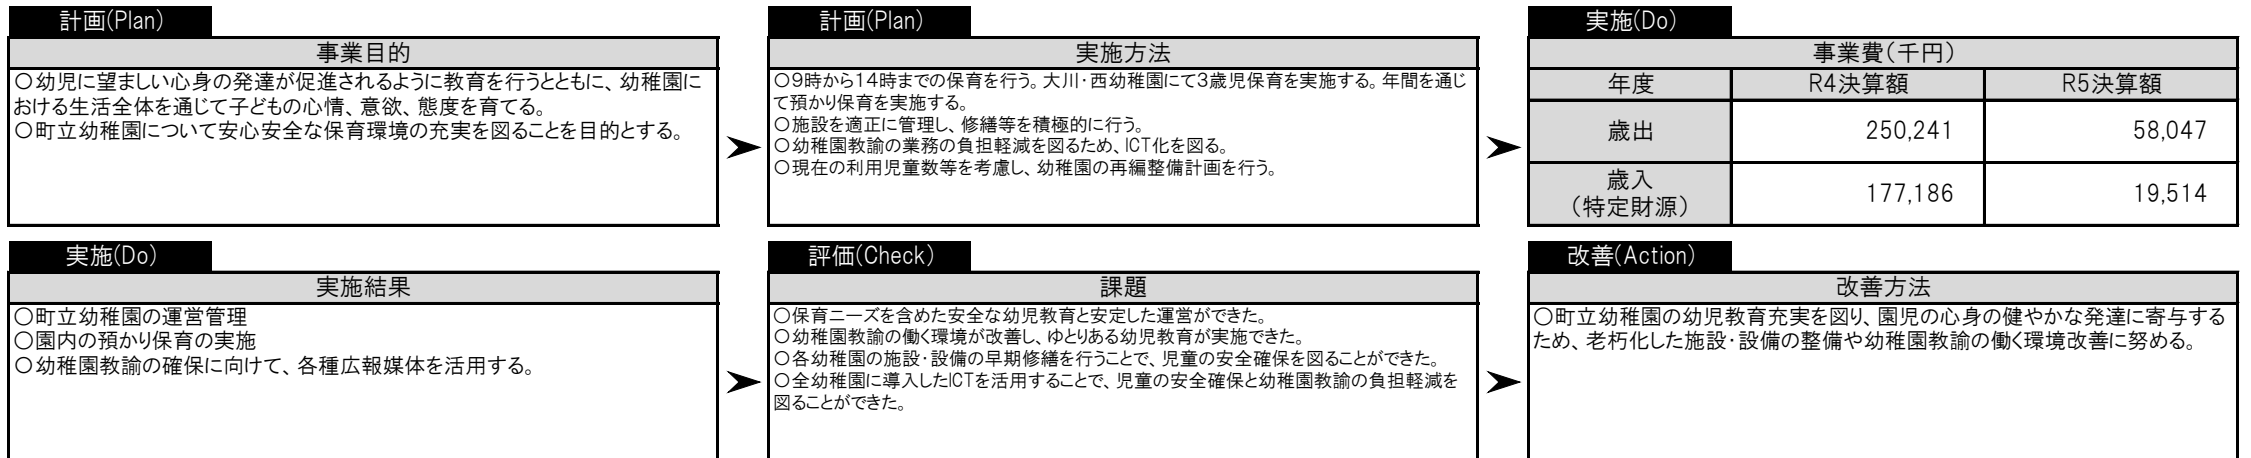 計画(Plan)
事業目的
○幼児に望ましい心身の発達が促進されるように教育を行うとともに、幼稚園に
おける生活全体を通じて子どもの心情、意欲、態度を育てる。
○町立幼稚園について安心安全な保育環境の充実を図ることを目的とする。
計画(Plan)
実施方法
○9時から14時までの保育を行う。大川・西幼稚園にて3歳児保育を実施する。年間を通じ
て預かり保育を実施する。
○施設を適正に管理し、修繕等を積極的に行う。
○幼稚園教諭の業務の負担軽減を図るため、ICT化を図る。
○現在の利用児童数等を考慮し、幼稚園の再編整備計画を行う。
実施(Do)
事業費(千円)
年度 R4決算額 R5決算額
歳出 250,241 58,047
歳入
(特定財源) 177,186 19,514
実施(Do)
実施結果
○町立幼稚園の運営管理
○園内の預かり保育の実施
○幼稚園教諭の確保に向けて、各種広報媒体を活用する。
評価(Check)
課題
○保育ニーズを含めた安全な幼児教育と安定した運営ができた。
○幼稚園教諭の働く環境が改善し、ゆとりある幼児教育が実施できた。
○各幼稚園の施設・設備の早期修繕を行うことで、児童の安全確保を図ることができた。
○全幼稚園に導入したICTを活用することで、児童の安全確保と幼稚園教諭の負担軽減を
図ることができた。
改善(Action)
改善方法
○町立幼稚園の幼児教育充実を図り、園児の心身の健やかな発達に寄与する
ため、老朽化した施設・設備の整備や幼稚園教諭の働く環境改善に努める。